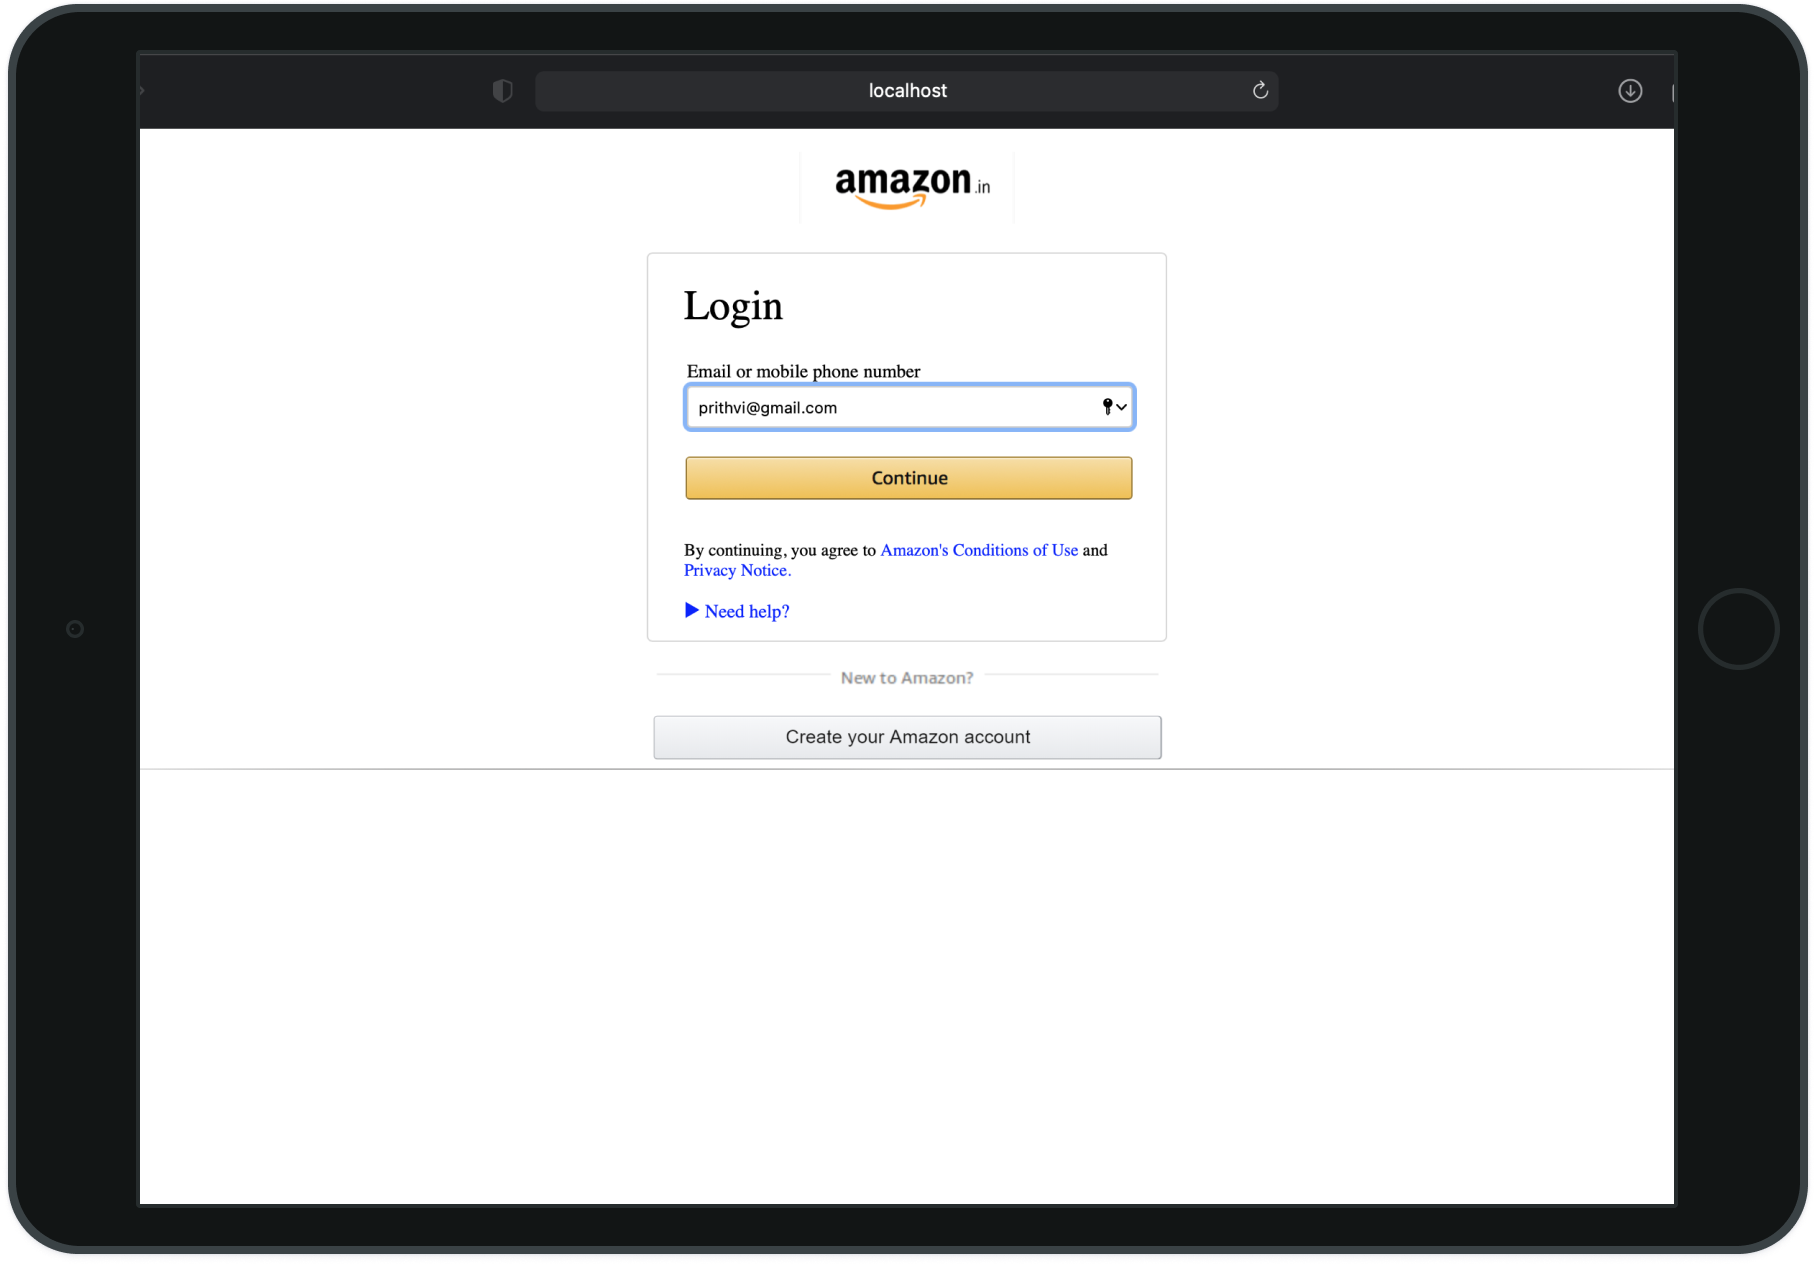 localhost
amazon.in
Login
Email or mobile phone number
prithvi@gmail.com
Continue
By continuing, you agree to Amazon's Conditions of Use and
Privacy Notice.
Need help?
New to Amazon?
Create your Amazon account